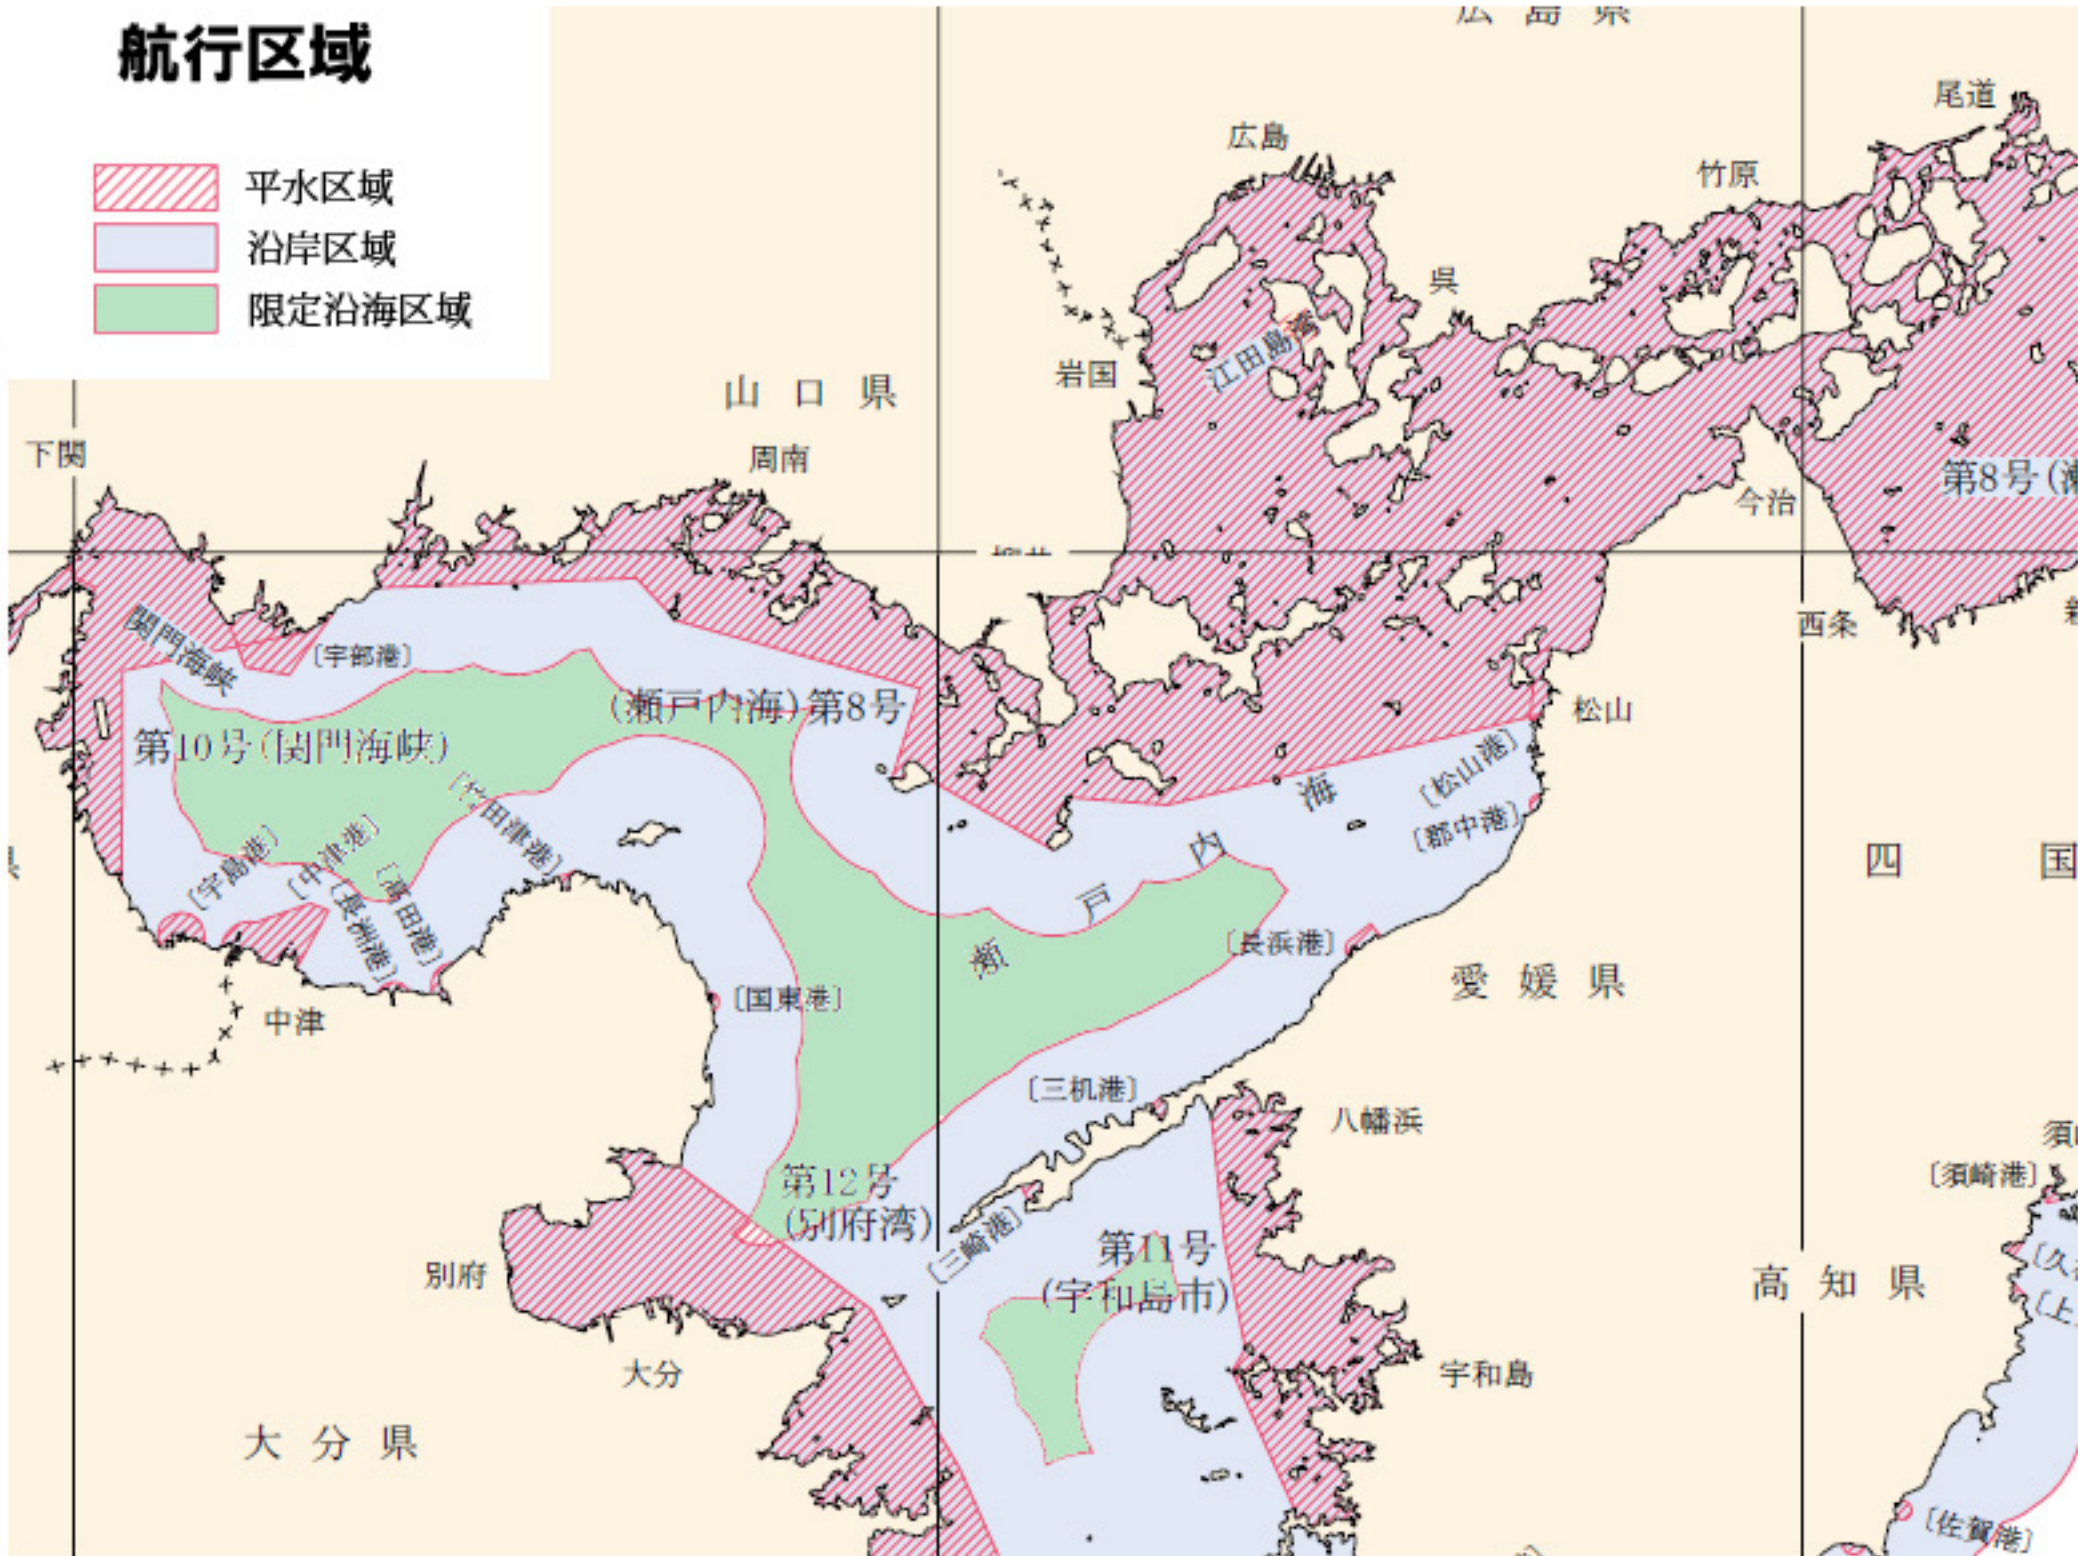 航行区域
平水区域
沿岸区域
限定沿海区域
広島県
尾道
広島
竹原
呉
江田島湾
岩国
山口県
下関
周南
第8号
今治
西条
関門海峡
〔宇部港〕
(瀬戸内海)第8号
松山
第10号(関門海峡)
〔松山港〕
〔郡中港〕
〔竹田津港〕
瀬戸内海
四国
〔宇島港〕
〔中津港〕
〔長洲港〕
〔高田港〕
〔長浜港〕
愛媛県
〔国東港〕
中津
〔三机港〕
八幡浜
〔須崎港〕
第12号
(別府湾)
〔三崎港〕
第11号
(宇和島市)
別府
高知県
大分
宇和島
大分県
〔佐賀港〕